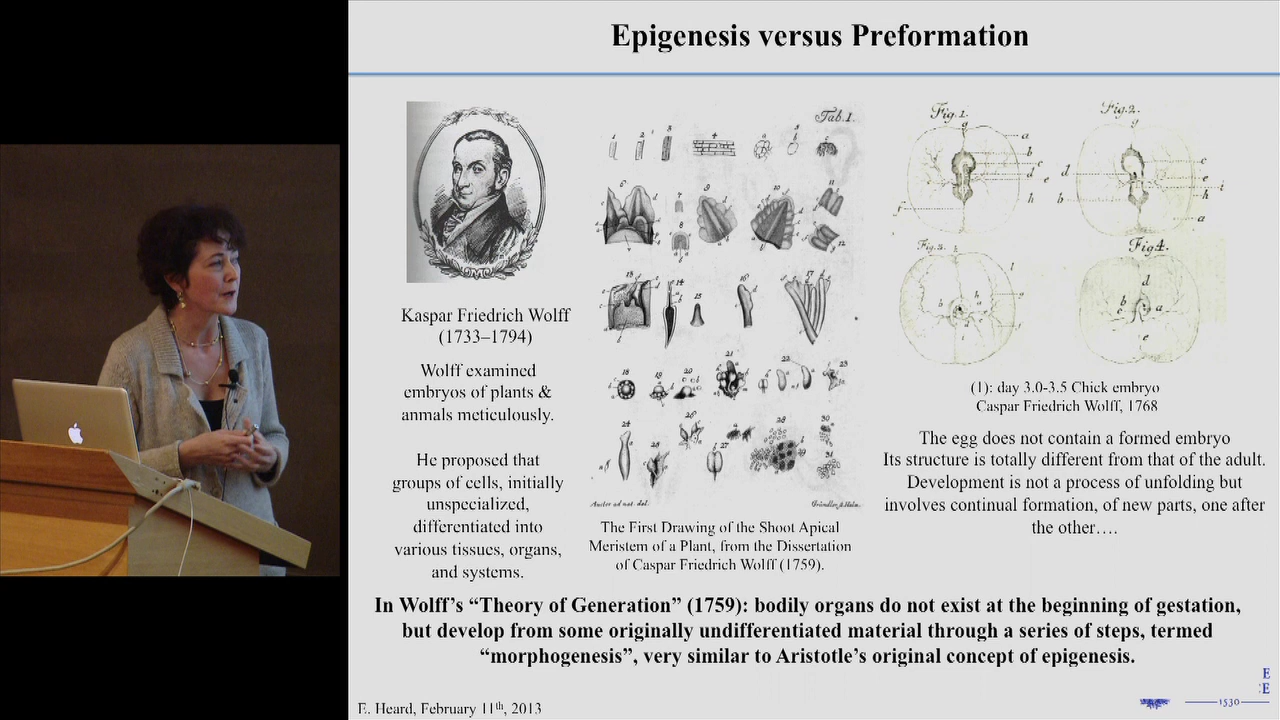 Epigenesis versus Preformation
Kaspar Friedrich Wolff
(1733–1794)
Wolff examined
embryos of plants &
anmals meticulously.
He proposed that
groups of cells, initially
unspecialized,
differentiated into
various tissues, organs,
and systems.
Tab.1.
Auctor ad nat. del.
The First Drawing of the Shoot Apical
Meristem of a Plant, from the Dissertation
of Caspar Friedrich Wolff (1759).
Fig.1.
Fig.2.
Fig.3.
Fig4.
(1): day 3.0-3.5 Chick embryo
Caspar Friedrich Wolff, 1768
The egg does not contain a formed embryo
Its structure is totally different from that of the adult.
Development is not a process of unfolding but
involves continual formation, of new parts, one after
the other….
In Wolff’s “Theory of Generation” (1759): bodily organs do not exist at the beginning of gestation,
but develop from some originally undifferentiated material through a series of steps, termed
“morphogenesis”, very similar to Aristotle’s original concept of epigenesis.
E. Heard, February 11th, 2013
1530